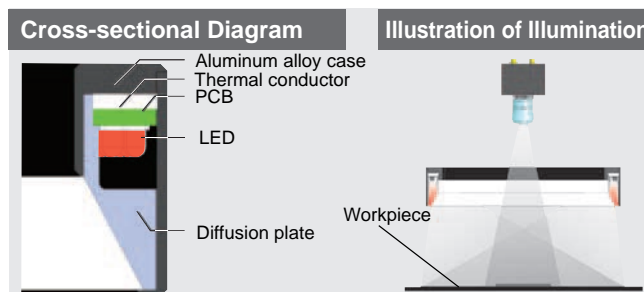 Cross-sectional Diagram
Aluminum alloy case
Thermal conductor
PCB
LED
Diffusion plate
Illustration of Illumination
Workpiece